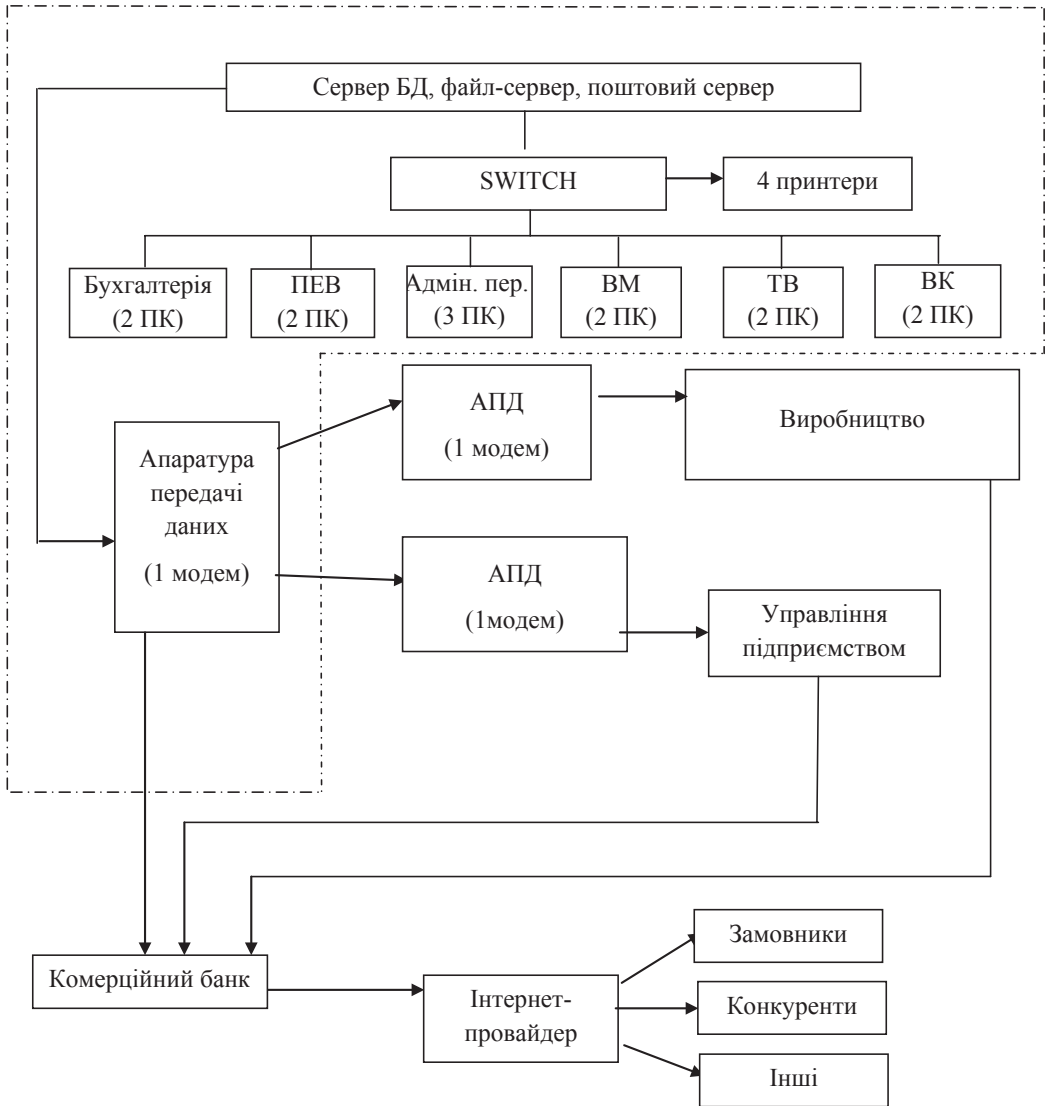 Сервер БД, файл-сервер, поштовий сервер
SWITCH
4 принтери
Бухгалтерія
(2 ПК)
ПЕВ
(2 ПК)
Адмін. пер.
(3 ПК)
ВМ
(2 ПК)
ТВ
(2 ПК)
ВК
(2 ПК)
АПД
(1 модем)
Виробництво
Апаратура
передачі
даних
(1 модем)
АПД
(1модем)
Управління
підприємством
Комерційний банк
Інтернет-
провайдер
Замовники
Конкуренти
Інші